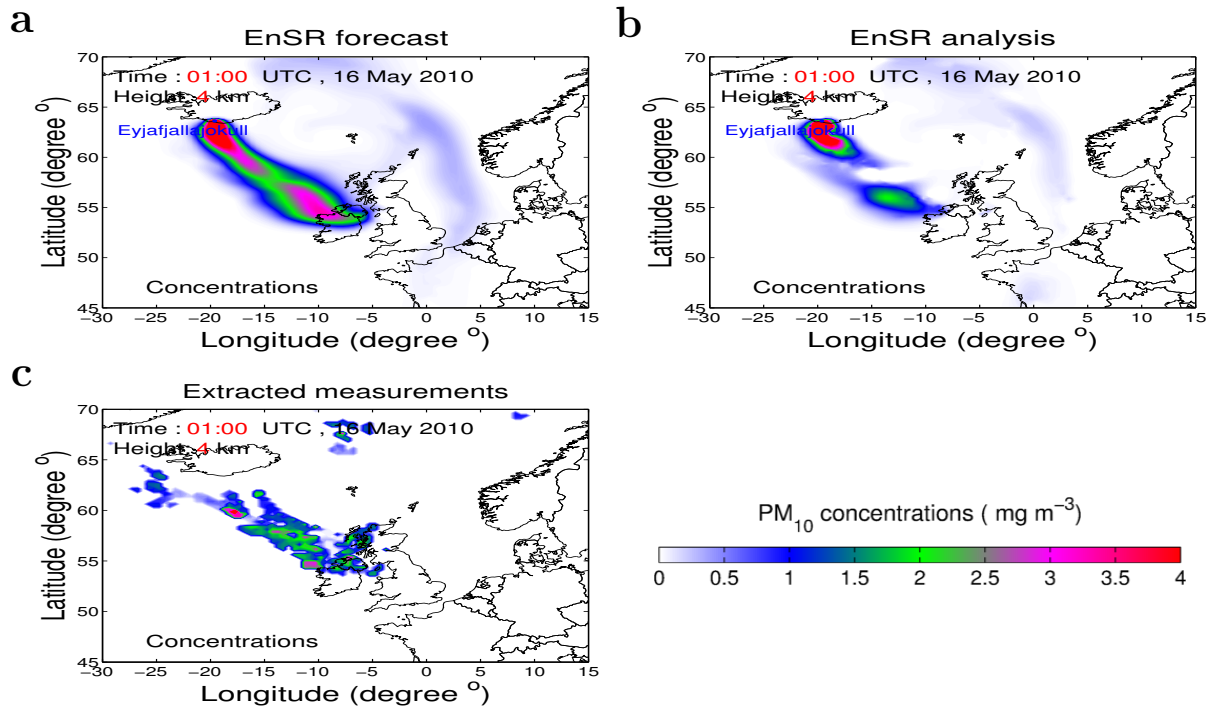 a
EnSR forecast
Time : 01:00 UTC , 16 May 2010
Height 4 km
Eyjafjallajokull
Concentrations
Latitude (degree °)
70
65
60
55
50
45
−30 −25 −20 −15 −10 −5 0 5 10 15
Longitude (degree °)
b
EnSR analysis
Time : 01:00 UTC , 16 May 2010
Height 4 km
Eyjafjallajokull
Concentrations
Latitude (degree °)
70
65
60
55
50
45
−30 −25 −20 −15 −10 −5 0 5 10 15
Longitude (degree °)
c
Extracted measurements
Time : 01:00 UTC , 16 May 2010
Height 4 km
Concentrations
Latitude (degree °)
70
65
60
55
50
45
−30 −25 −20 −15 −10 −5 0 5 10 15
Longitude (degree °)
PM10 concentrations ( mg m−3)
0 0.5 1 1.5 2 2.5 3 3.5 4